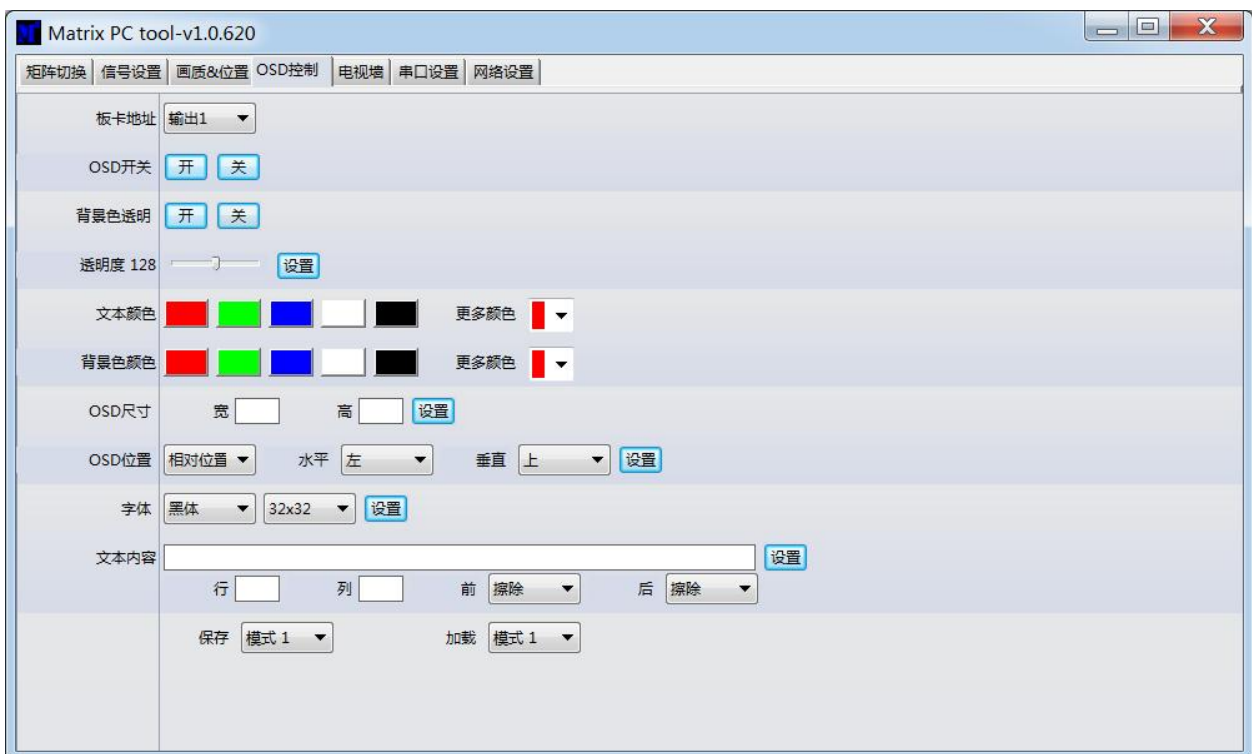 Matrix PC tool-v1.0.620
矩阵切换 信号设置 画质&位置 OSD控制 电视墙 串口设置 网络设置
板卡地址 输出1
OSD开关 开 关
背景色透明 开 关
透明度 128 设置
文本颜色 更多颜色
背景色颜色 更多颜色
OSD尺寸 宽 高 设置
OSD位置 相对位置 水平 左 垂直 上 设置
字体 黑体 32x32 设置
文本内容 设置
行 列 前 擦除 后 擦除
保存 模式 1 加载 模式 1